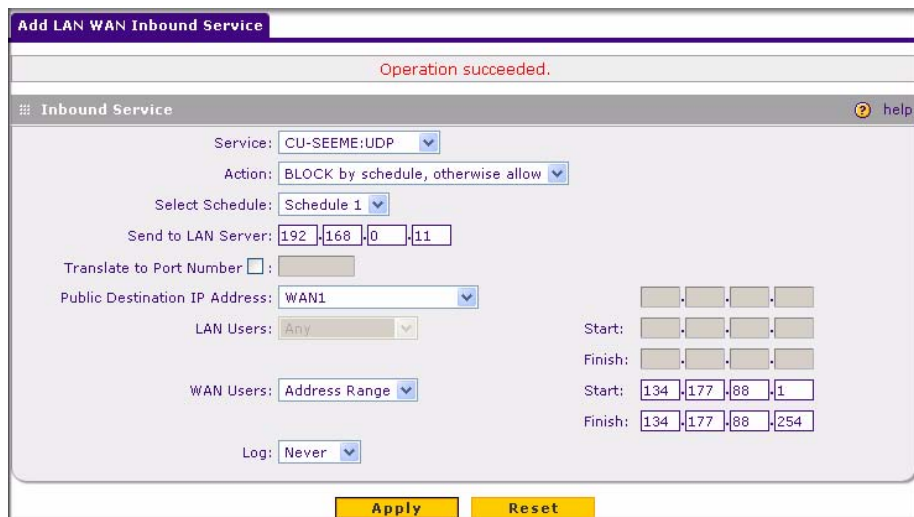 Add LAN WAN Inbound Service
Operation succeeded.
Inbound Service
help
Service: CU-SEEME:UDP
Action: BLOCK by schedule, otherwise allow
Select Schedule: Schedule 1
Send to LAN Server: 192 .168 .0 .11
Translate to Port Number :
Public Destination IP Address: WAN1
LAN Users: Any Start:
Finish:
WAN Users: Address Range Start: 134 .177 .88 .1
Finish: 134 .177 .88 .254
Log: Never
Apply Reset